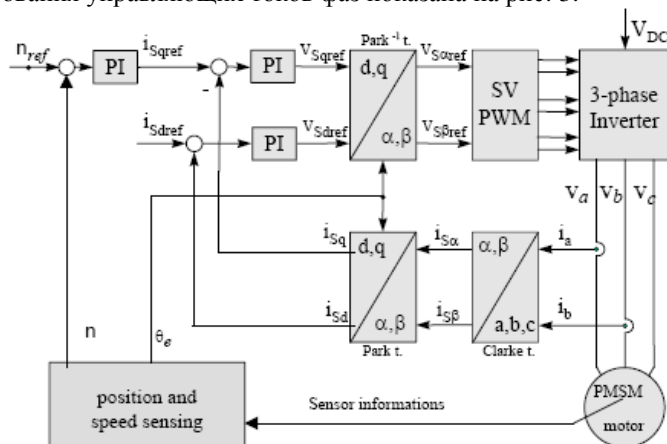 ования управляющих токов фаз показана на рис. 3.
Park⁻¹ t.
V_DC
n_ref
i_Sqref
V_Sqref
V_Sαref
PI
PI
d,q
α,β
SV
PWM
3-phase
Inverter
-
i_Sdref
V_Sdref
V_Sβref
PI
V_a
V_b
V_c
i_Sq
d,q
α,β
i_Sα
α,β
a,b,c
i_a
i_Sd
i_Sβ
i_b
n
θ_e
Park t.
Clarke t.
position and
speed sensing
Sensor informations
PMSM
motor